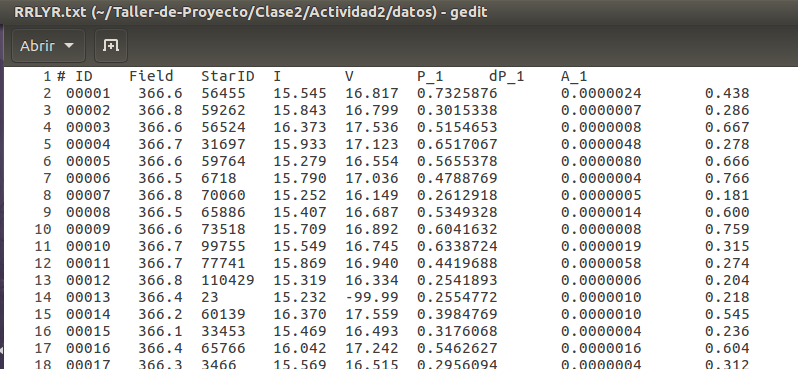 RRLYR.txt (~/Taller-de-Proyecto/Clase2/Actividad2/datos) - gedit
Abrir
1 # ID Field StarID I V P_1 dP_1 A_1
2 00001 366.6 56455 15.545 16.817 0.7325876 0.0000024 0.438
3 00002 366.8 59262 15.843 16.799 0.3015338 0.0000007 0.286
4 00003 366.6 56524 16.373 17.536 0.5154653 0.0000008 0.667
5 00004 366.7 31697 15.933 17.123 0.6517067 0.0000048 0.278
6 00005 366.6 59764 15.279 16.554 0.5655378 0.0000080 0.666
7 00006 366.5 6718 15.790 17.036 0.4788769 0.0000004 0.766
8 00007 366.8 70060 15.252 16.149 0.2612918 0.0000005 0.181
9 00008 366.5 65886 15.407 16.687 0.5349328 0.0000014 0.600
10 00009 366.6 73518 15.709 16.892 0.6041632 0.0000008 0.759
11 00010 366.7 99755 15.549 16.745 0.6338724 0.0000019 0.315
12 00011 366.7 77741 15.869 16.940 0.4419688 0.0000058 0.274
13 00012 366.8 110429 15.319 16.334 0.2541893 0.0000006 0.204
14 00013 366.4 23 15.232 -99.99 0.2554772 0.0000010 0.218
15 00014 366.2 60139 16.370 17.559 0.3984769 0.0000010 0.545
16 00015 366.1 33453 15.469 16.493 0.3176068 0.0000004 0.236
17 00016 366.4 65766 16.042 17.242 0.5462627 0.0000016 0.604
18 00017 366.3 3466 15.569 16.515 0.2956094 0.0000004 0.312